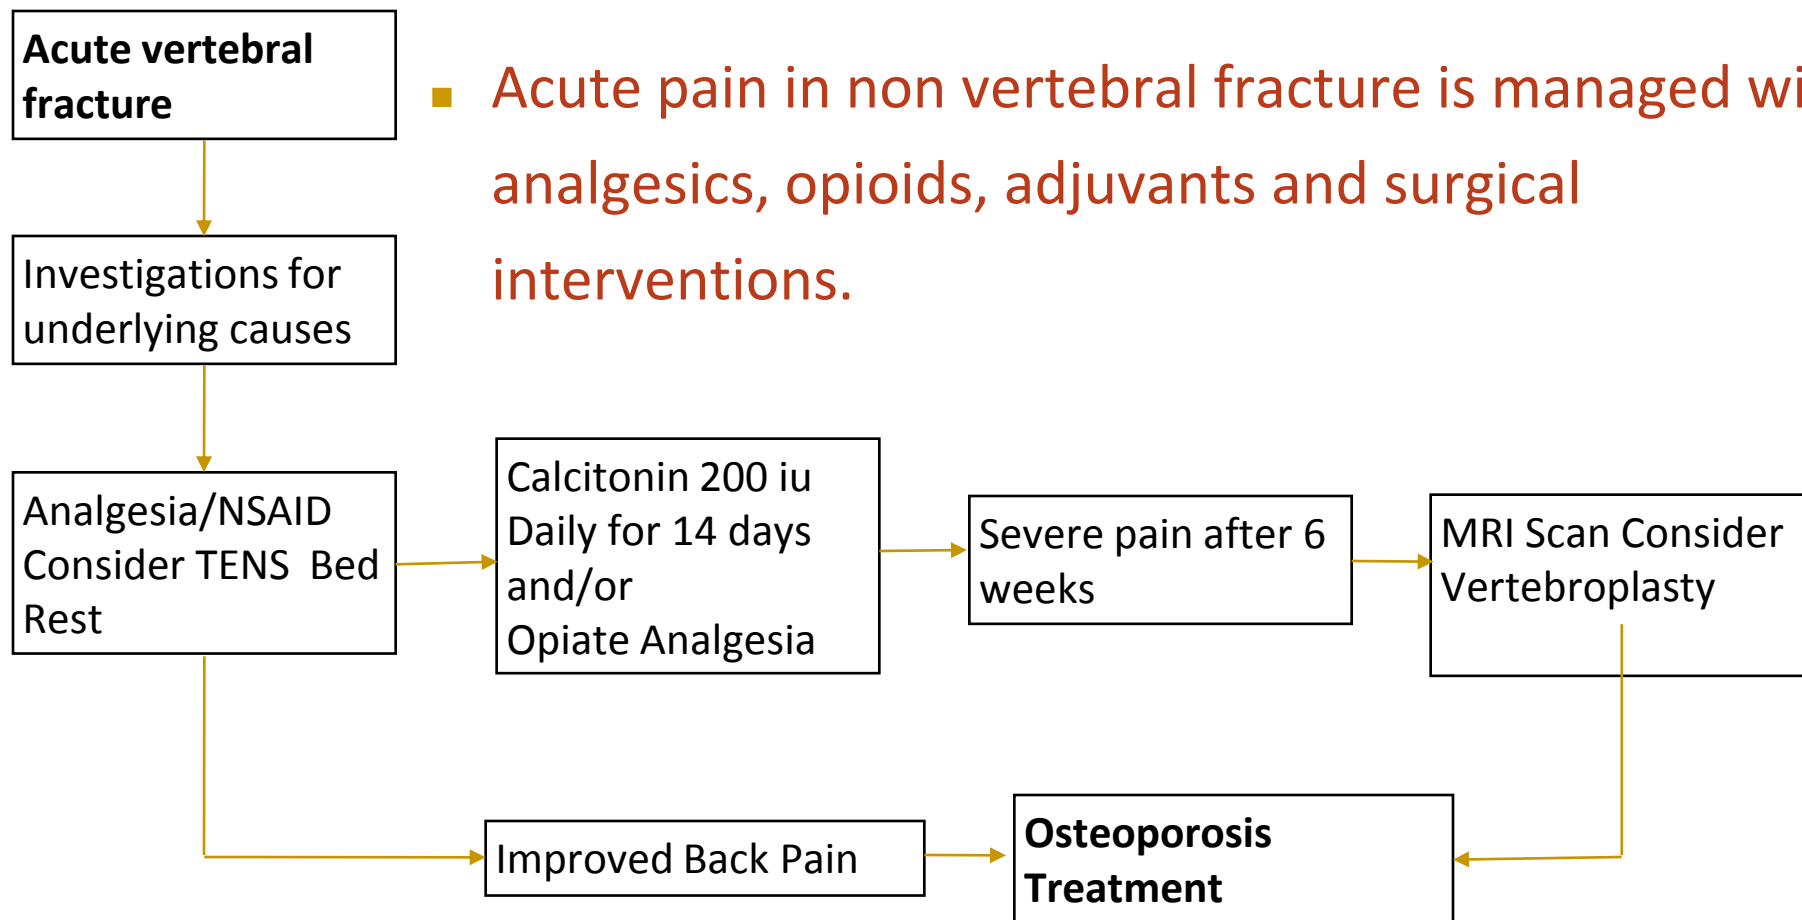 Acute vertebral
fracture
Acute pain in non vertebral fracture is managed wi
analgesics, opioids, adjuvants and surgical
interventions.
Investigations for
underlying causes
Analgesia/NSAID
Consider TENS Bed
Rest
Calcitonin 200 iu
Daily for 14 days
and/or
Opiate Analgesia
Severe pain after 6
weeks
MRI Scan Consider
Vertebroplasty
Improved Back Pain
Osteoporosis
Treatment